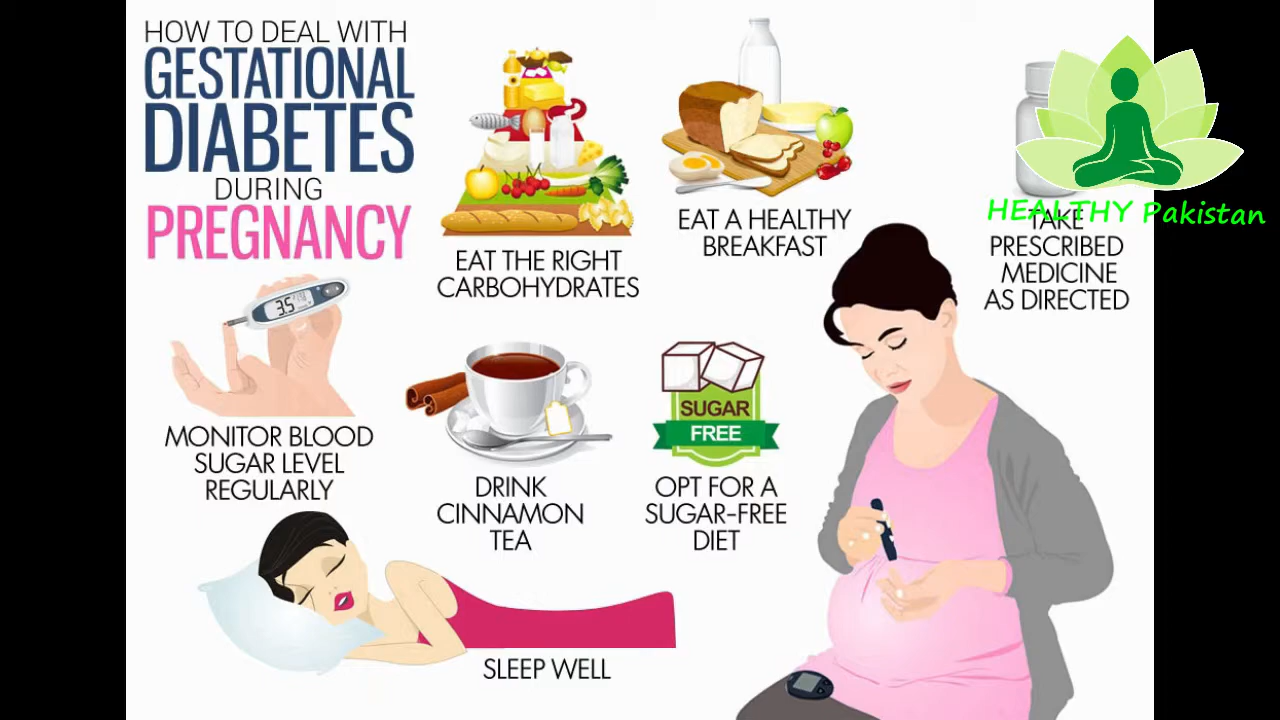 HOW TO DEAL WITH
GESTATIONAL
DIABETES
DURING
PREGNANCY
EAT THE RIGHT
CARBOHYDRATES
EAT A HEALTHY
BREAKFAST
HEALTHY Pakistan
TAKE
PRESCRIBED
MEDICINE
AS DIRECTED
3.5
MONITOR BLOOD
SUGAR LEVEL
REGULARLY
DRINK
CINNAMON
TEA
SUGAR
FREE
OPT FOR A
SUGAR-FREE
DIET
SLEEP WELL